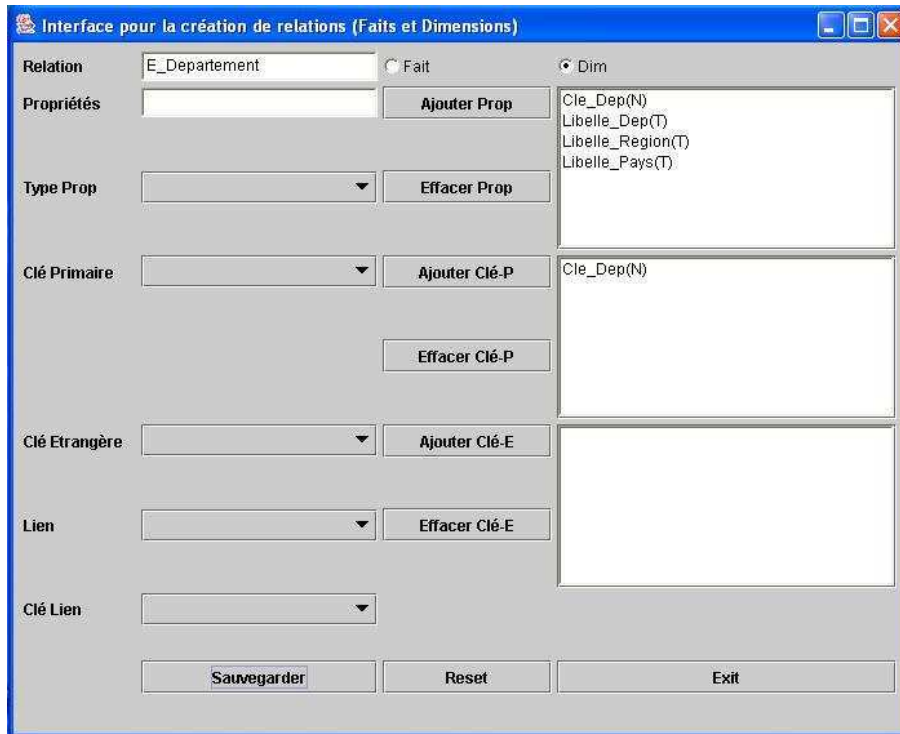 Interface pour la création de relations (Faits et Dimensions)
Relation E_Departement Fait Dim
Propriétés Ajouter Prop
Cle_Dep(N)
Libelle_Dep(T)
Libelle_Region(T)
Libelle_Pays(T)
Type Prop Effacer Prop
Clé Primaire Ajouter Clé-P Cle_Dep(N)
Effacer Clé-P
Clé Etrangère Ajouter Clé-E
Lien Effacer Clé-E
Clé Lien
Sauvegarder Reset Exit